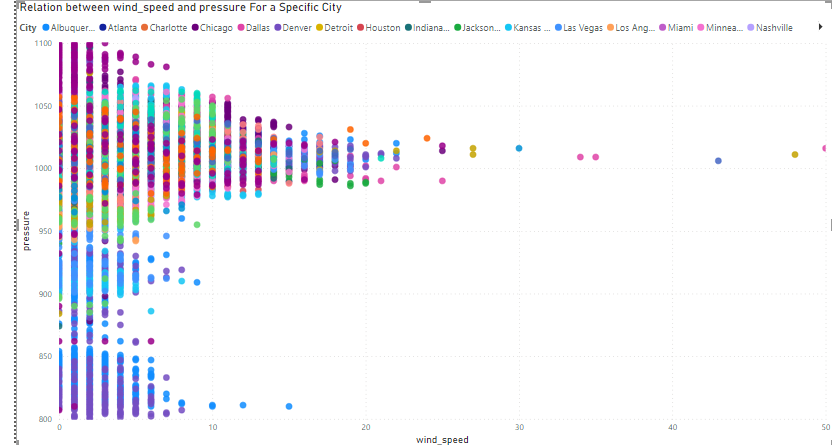 Relation between wind_speed and pressure For a Specific City
City Albuquer... Atlanta Charlotte Chicago Dallas Denver Detroit Houston Indiana... Jackson... Kansas ... Las Vegas Los Ang... Miami Minnea... Nashville
1100
1050
1000
950
900
850
800
pressure
0 10 20 30 40 50
wind_speed